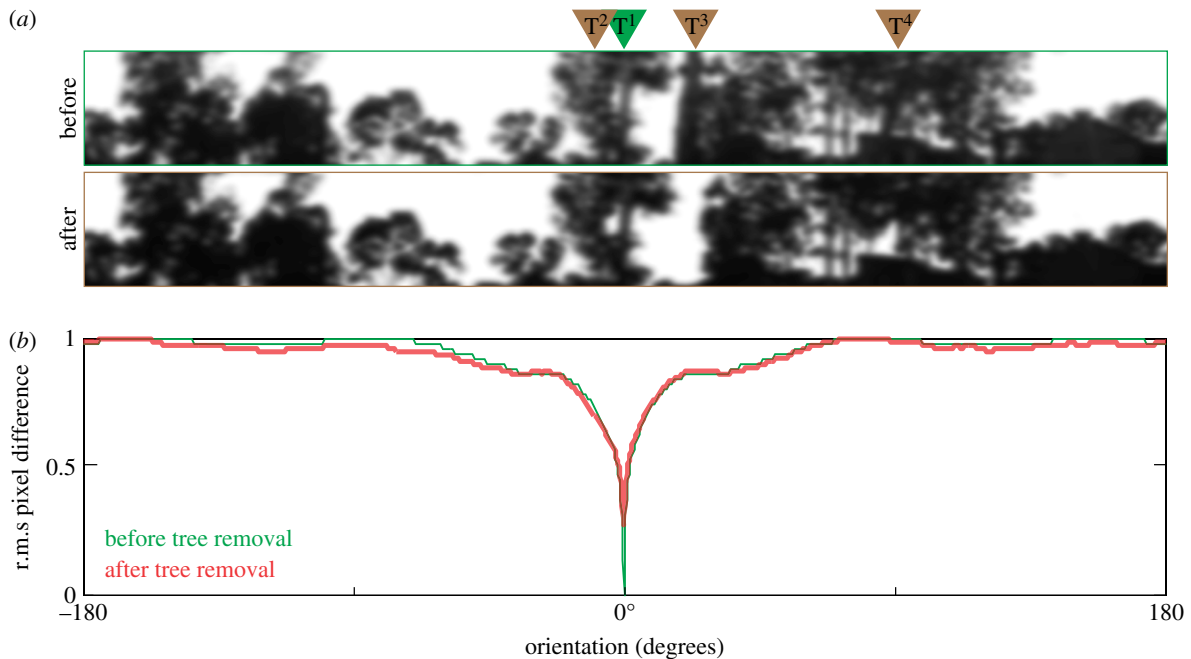 (a)
T² T¹ T³ T⁴
before
after
(b)
1
0.5
0
r.m.s pixel difference
before tree removal
after tree removal
–180 0° 180
orientation (degrees)